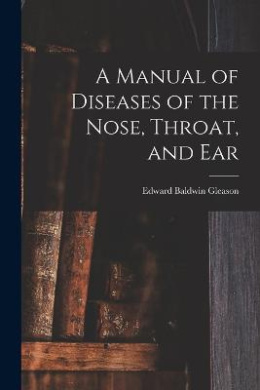 A Manual of
Diseases of the
Nose, Throat,
and Ear
Edward Baldwin Gleason